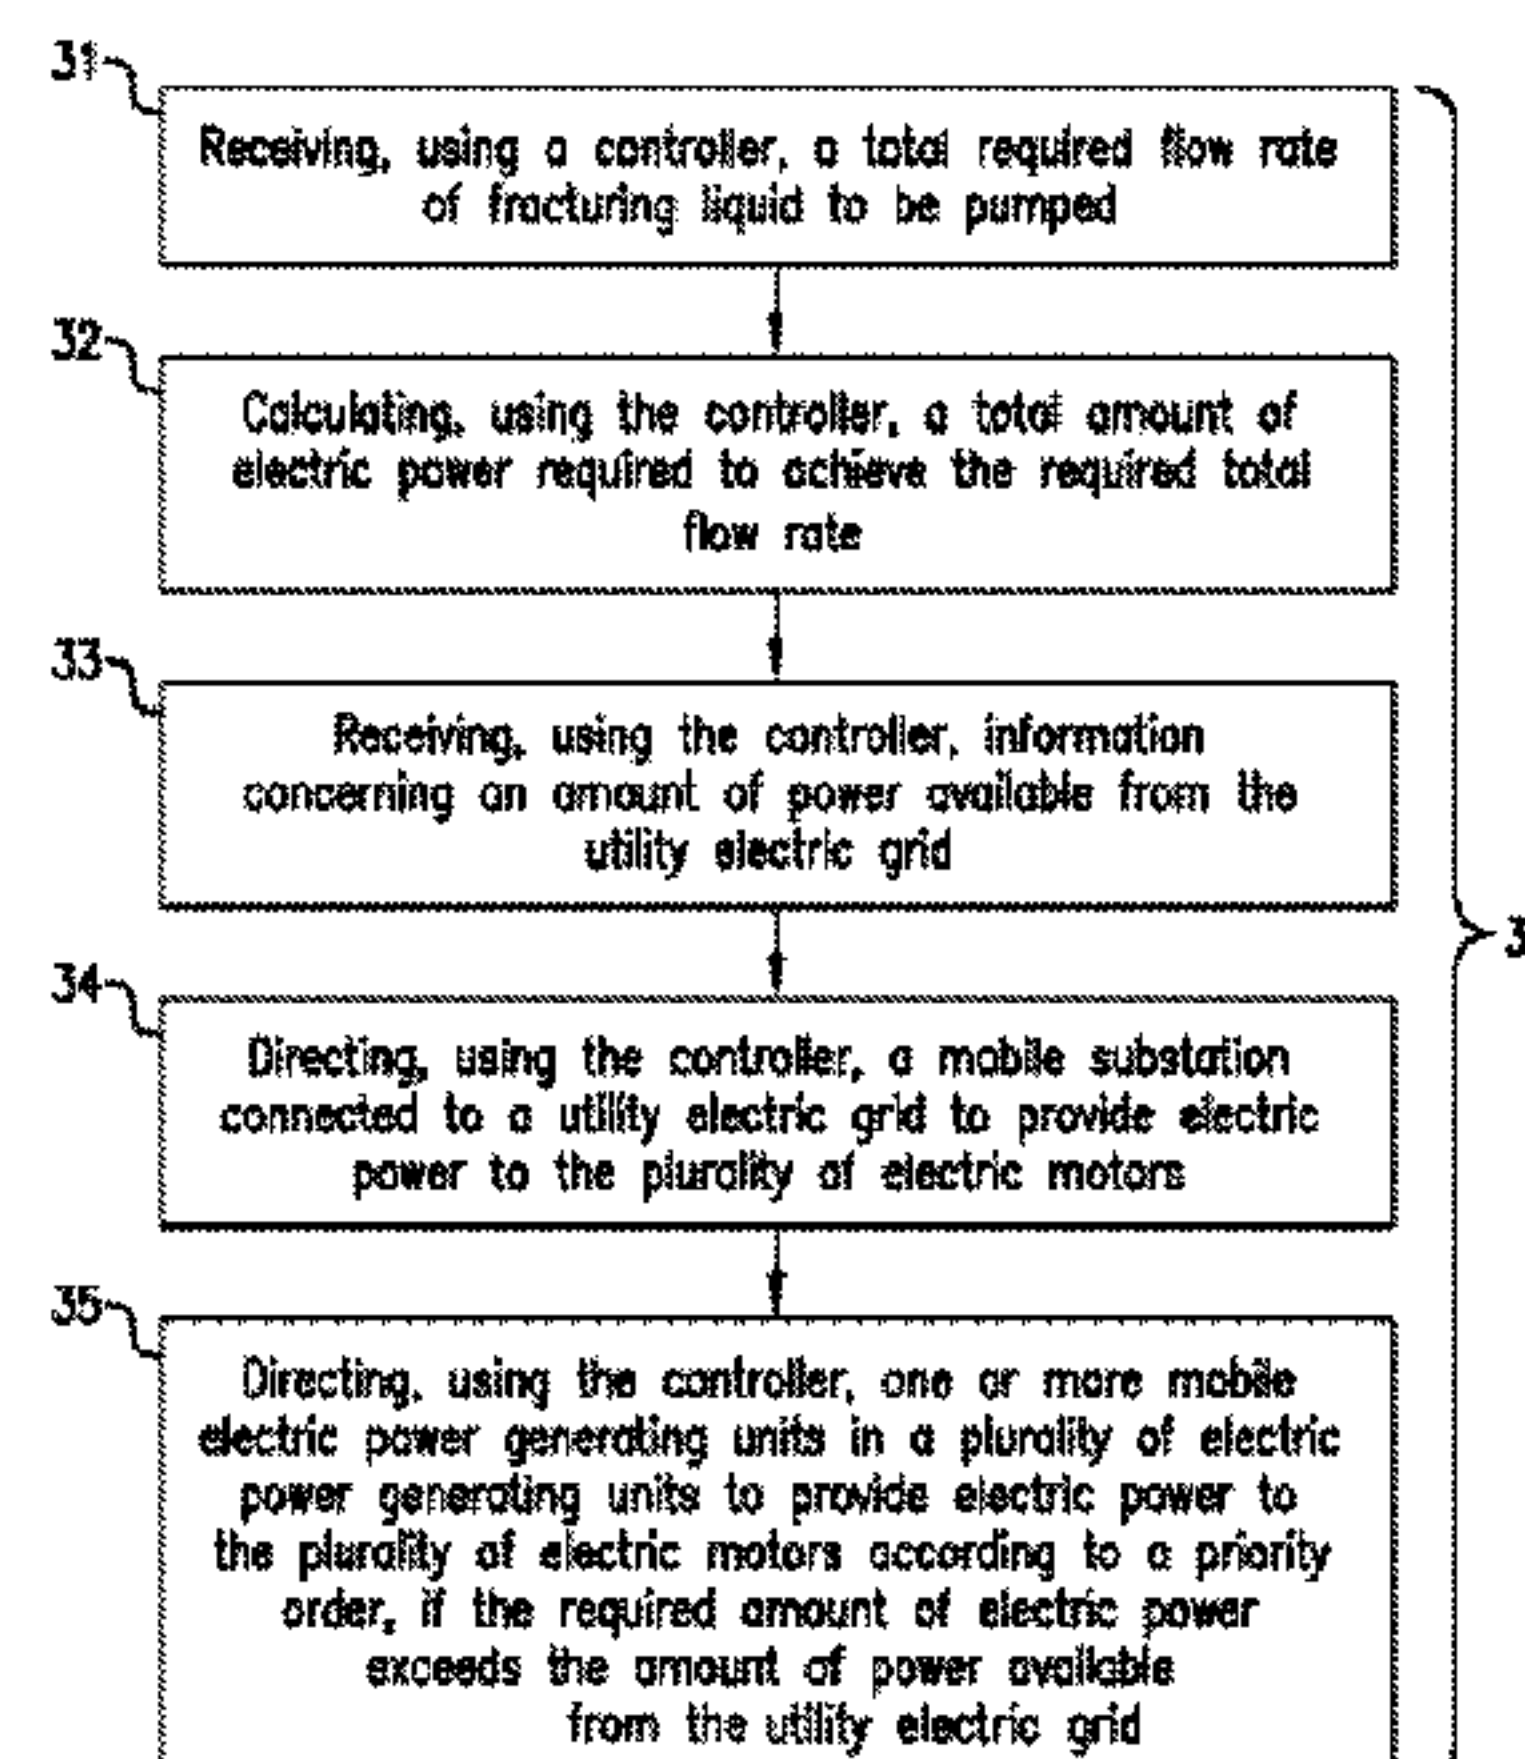 31
Receiving, using a controller, a total required flow rate
of fracturing liquid to be pumped
32
Calculating, using the controller, a total amount of
electric power required to achieve the required total
flow rate
33
Receiving, using the controller, information
concerning an amount of power available from the
utility electric grid
3
34
Directing, using the controller, a mobile substation
connected to a utility electric grid to provide electric
power to the plurality of electric motors
35
Directing, using the controller, one or more mobile
electric power generating units in a plurality of electric
power generating units to provide electric power to
the plurality of electric motors according to a priority
order, if the required amount of electric power
exceeds the amount of power available
from the utility electric grid